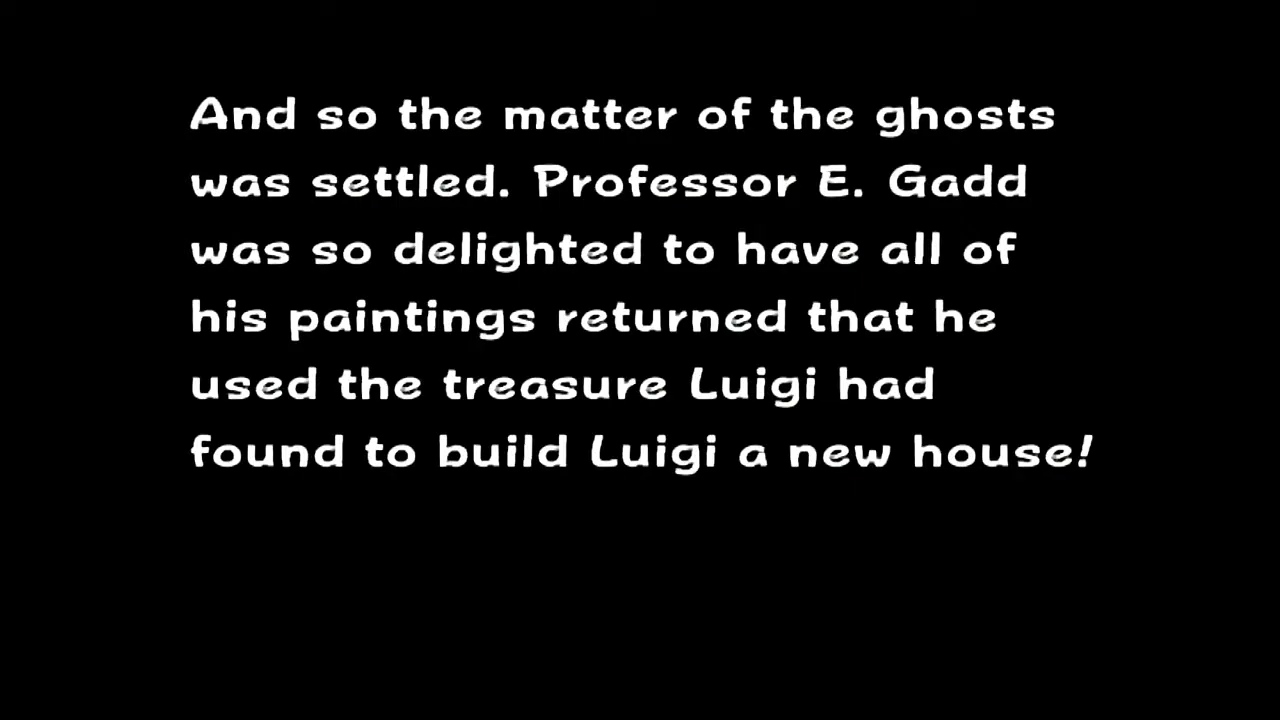 And so the matter of the ghosts
was settled. Professor E. Gadd
was so delighted to have all of
his paintings returned that he
used the treasure Luigi had
found to build Luigi a new house!